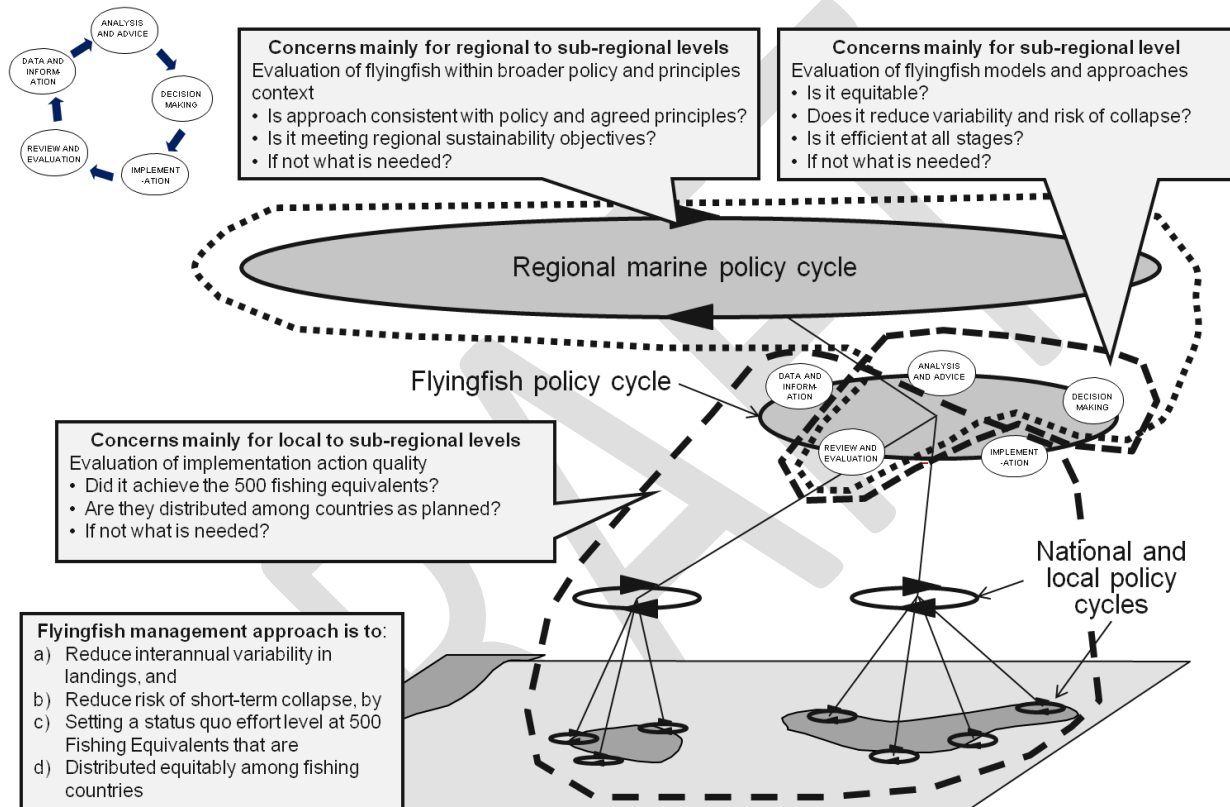 ANALYSIS
AND ADVICE
DATA AND
INFORM-
ATION
DECISION
MAKING
REVIEW AND
EVALUATION
IMPLEMENT
-ATION
Concerns mainly for regional to sub-regional levels
Evaluation of flyingfish within broader policy and principles
context
• Is approach consistent with policy and agreed principles?
• Is it meeting regional sustainability objectives?
• If not what is needed?
Concerns mainly for sub-regional level
Evaluation of flyingfish models and approaches
• Is it equitable?
• Does it reduce variability and risk of collapse?
• Is it efficient at all stages?
• If not what is needed?
Regional marine policy cycle
Flyingfish policy cycle
DATA AND
INFORM-
ATION
ANALYSIS
AND ADVICE
DECISION
MAKING
REVIEW AND
EVALUATION
IMPLEMENT
-ATION
Concerns mainly for local to sub-regional levels
Evaluation of implementation action quality
• Did it achieve the 500 fishing equivalents?
• Are they distributed among countries as planned?
• If not what is needed?
National and
local policy
cycles
Flyingfish management approach is to:
a) Reduce interannual variability in
landings, and
b) Reduce risk of short-term collapse, by
c) Setting a status quo effort level at 500
Fishing Equivalents that are
d) Distributed equitably among fishing
countries
DRAFT